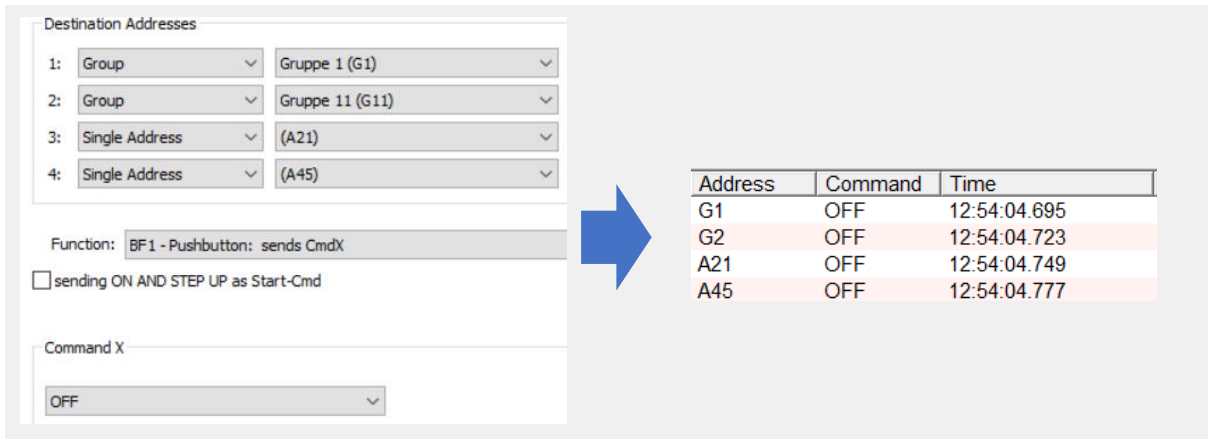 Destination Addresses
1: Group Gruppe 1 (G1)
2: Group Gruppe 11 (G11)
3: Single Address (A21)
4: Single Address (A45)
Function: BF1 - Pushbutton: sends CmdX
sending ON AND STEP UP as Start-Cmd
Command X
OFF
Address Command Time
G1 OFF 12:54:04.695
G2 OFF 12:54:04.723
A21 OFF 12:54:04.749
A45 OFF 12:54:04.777